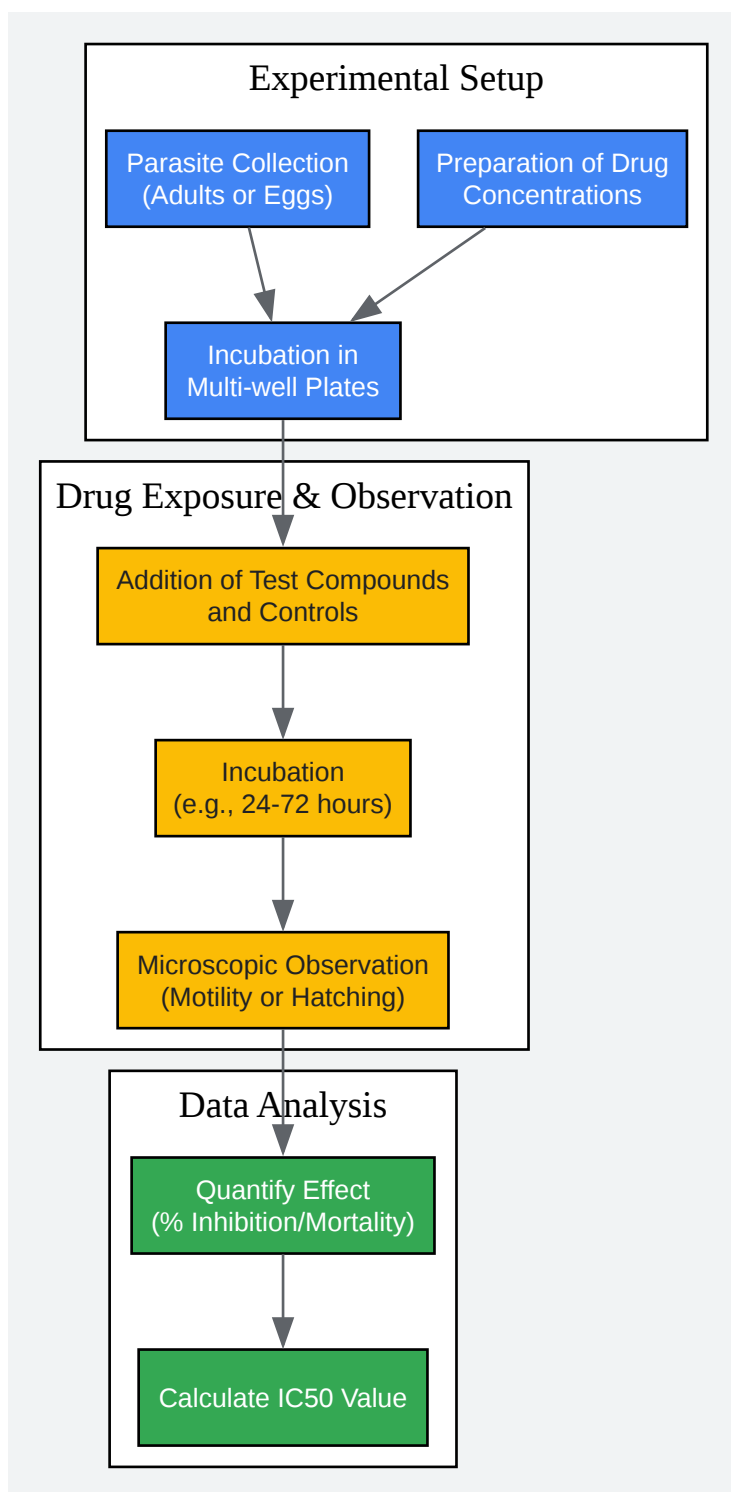 Experimental Setup
Parasite Collection
(Adults or Eggs)
Preparation of Drug
Concentrations
Incubation in
Multi-well Plates
Drug Exposure & Observation
Addition of Test Compounds
and Controls
Incubation
(e.g., 24-72 hours)
Microscopic Observation
(Motility or Hatching)
Data Analysis
Quantify Effect
(% Inhibition/Mortality)
Calculate IC50 Value